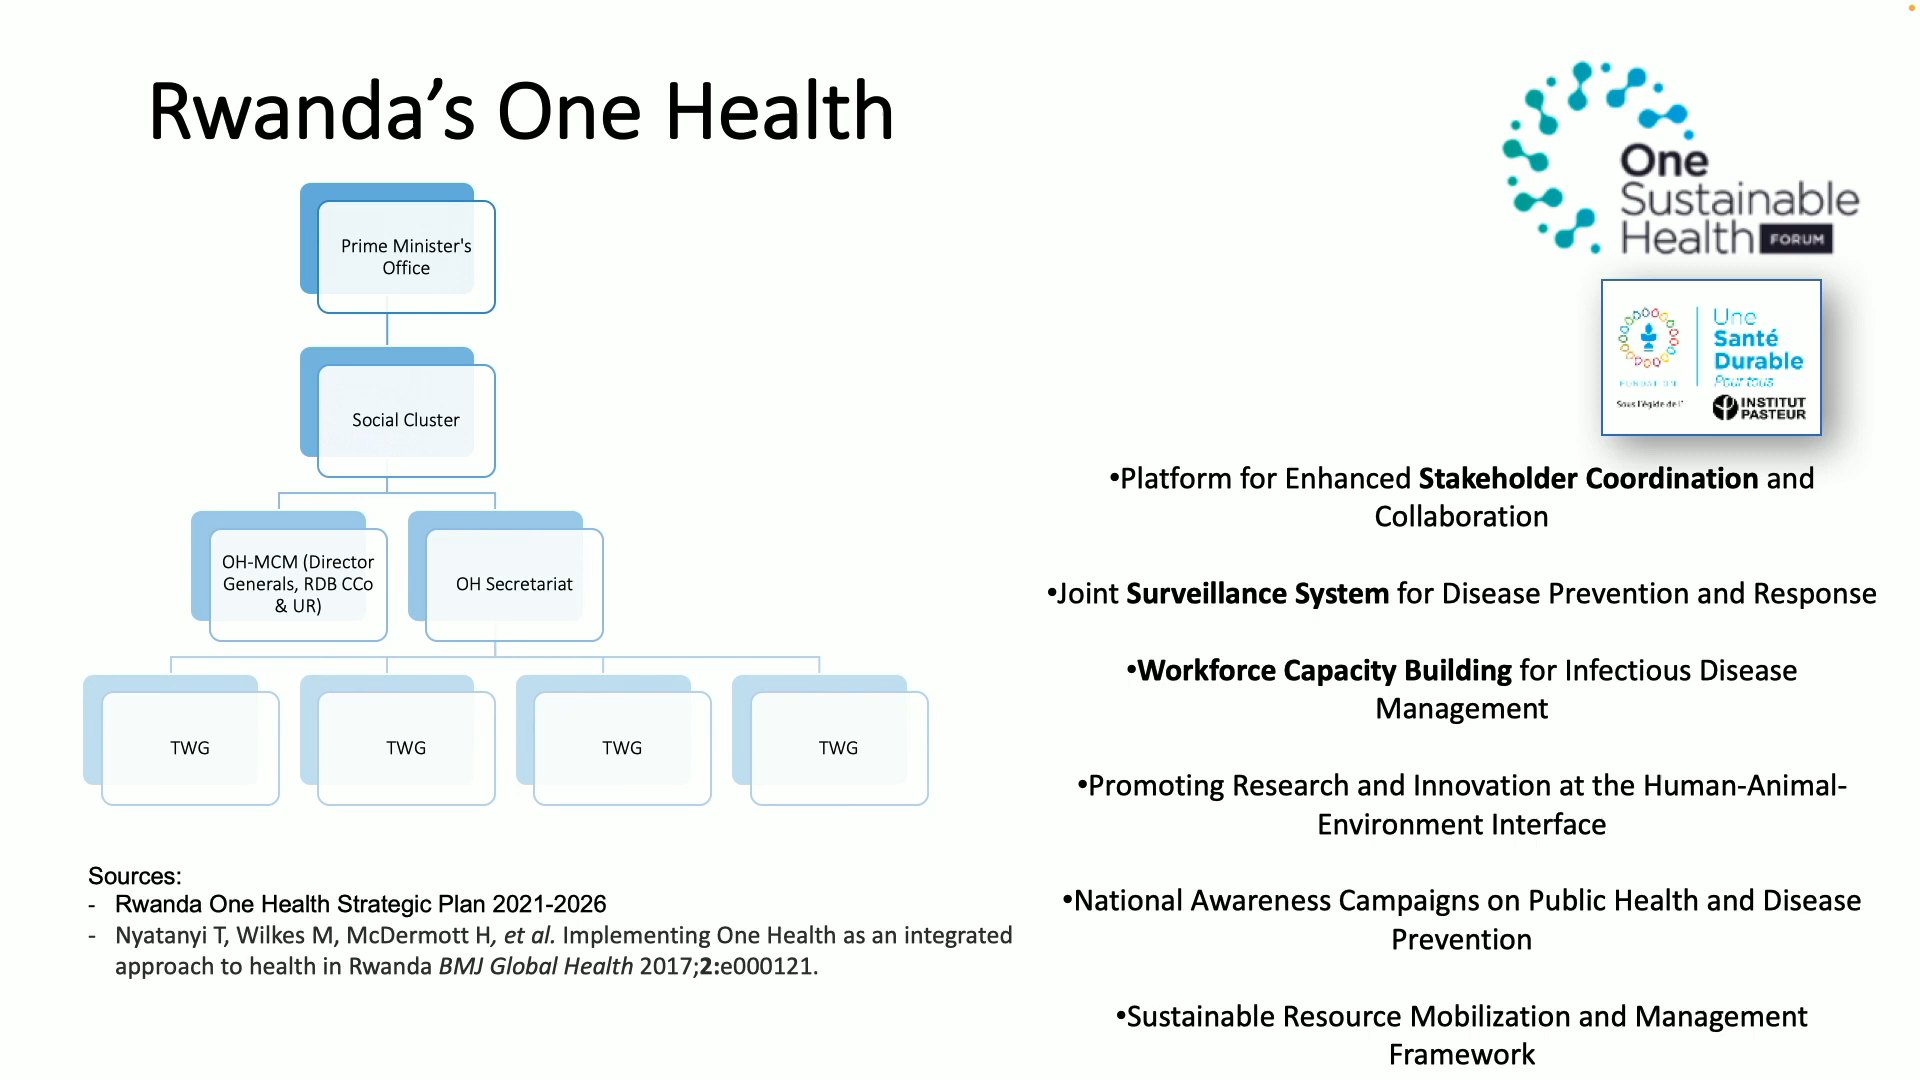 Rwanda’s One Health
One
Sustainable
Health FORUM
Prime Minister's
Office
Social Cluster
OH-MCM (Director
Generals, RDB CCo
& UR)
OH Secretariat
TWG
TWG
TWG
TWG
Sources:
- Rwanda One Health Strategic Plan 2021-2026
- Nyatanyi T, Wilkes M, McDermott H, et al. Implementing One Health as an integrated
approach to health in Rwanda BMJ Global Health 2017;2:e000121.
Une
Santé
Durable
Pour tous
FONDATION
Sous l'égide de l'
INSTITUT
PASTEUR
•Platform for Enhanced Stakeholder Coordination and
Collaboration
•Joint Surveillance System for Disease Prevention and Response
•Workforce Capacity Building for Infectious Disease
Management
•Promoting Research and Innovation at the Human-Animal-
Environment Interface
•National Awareness Campaigns on Public Health and Disease
Prevention
•Sustainable Resource Mobilization and Management
Framework